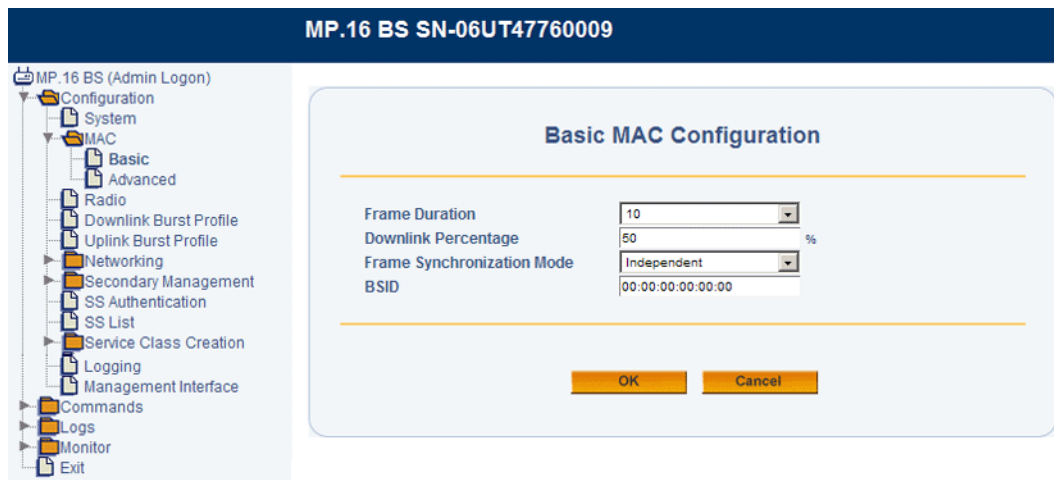 MP.16 BS SN-06UT47760009
MP.16 BS (Admin Logon)
Configuration
System
MAC
Basic
Advanced
Radio
Downlink Burst Profile
Uplink Burst Profile
Networking
Secondary Management
SS Authentication
SS List
Service Class Creation
Logging
Management Interface
Commands
Logs
Monitor
Exit
Basic MAC Configuration
Frame Duration 10
Downlink Percentage 50 %
Frame Synchronization Mode Independent
BSID 00:00:00:00:00:00
OK Cancel